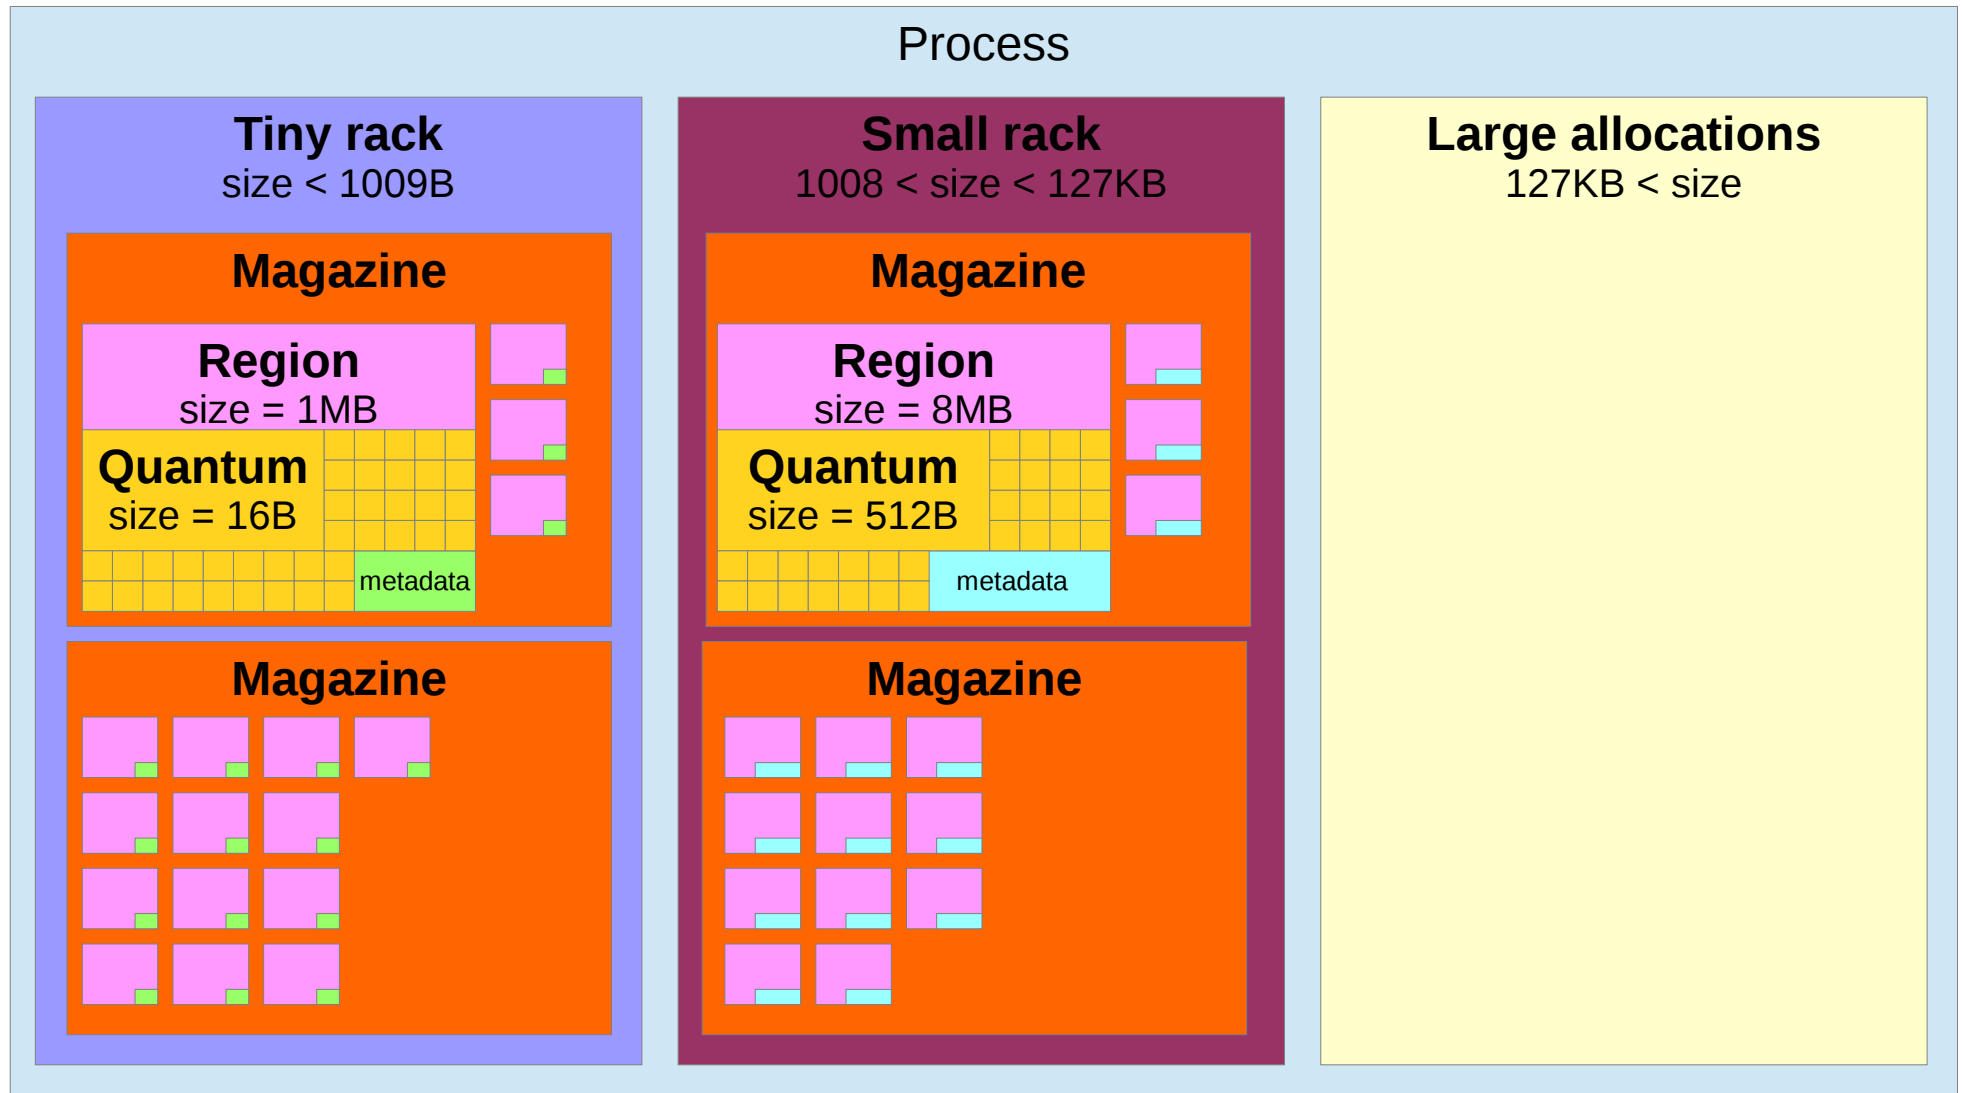 Process
Tiny rack
size < 1009B
Magazine
Region
size = 1MB
Quantum
size = 16B
metadata
Magazine
Small rack
1008 < size < 127KB
Magazine
Region
size = 8MB
Quantum
size = 512B
metadata
Magazine
Large allocations
127KB < size